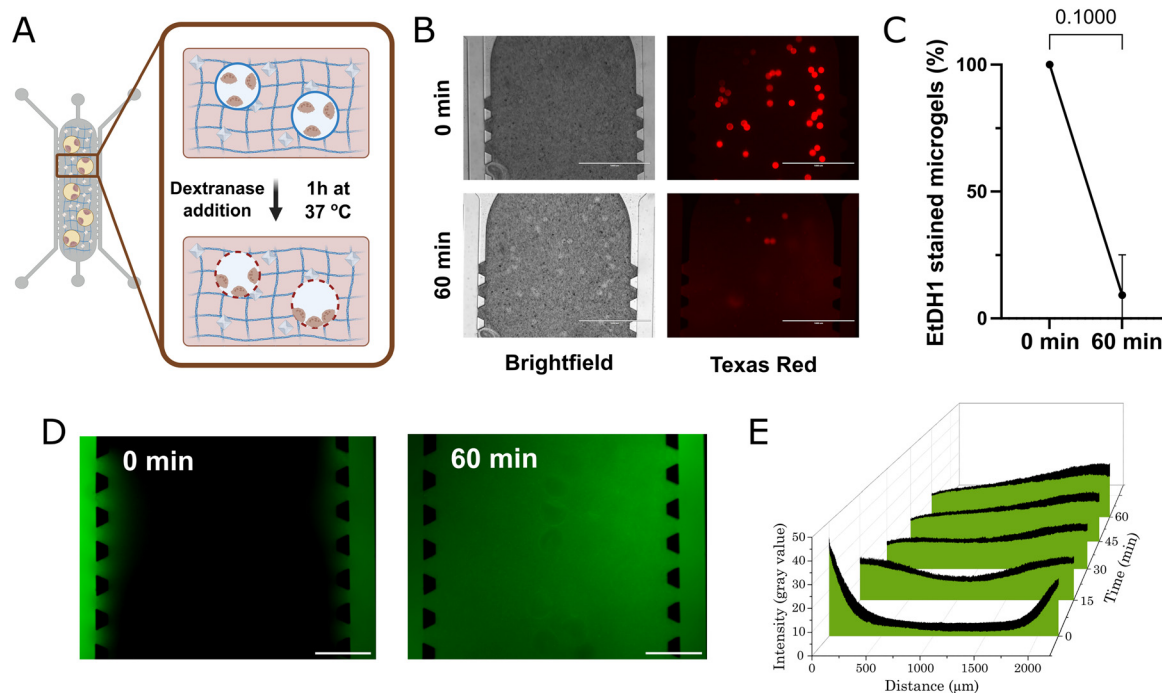 A
Dextranase
addition
1h at
37 °C
B
0 min
60 min
Brightfield
Texas Red
C
0.1000
EtDH1 stained microgels (%)
100
50
0
0 min
60 min
D
0 min
60 min
E
Intensity (gray value)
50
40
30
20
10
0
0
500
1000
1500
2000
Distance (µm)
0
15
30
45
60
Time (min)